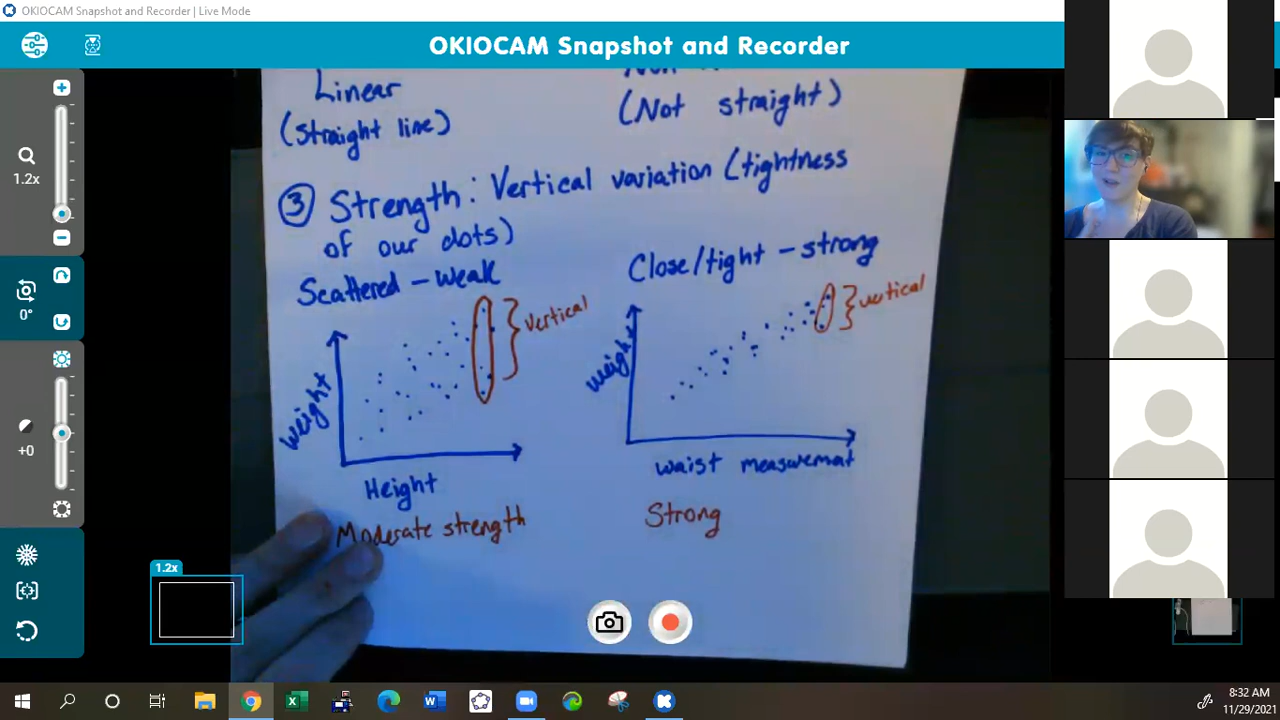 OKIOCAM Snapshot and Recorder | Live Mode
OKIOCAM Snapshot and Recorder
Linear
(straight line)
(Not straight)
1.2x
③ Strength: Vertical variation (tightness
of our dots)
Scattered - weak
Close/tight - strong
0°
vertical
vertical
weight
weight
+0
Height
waist measurement
Moderate strength
Strong
1.2x
8:32 AM
11/29/2021